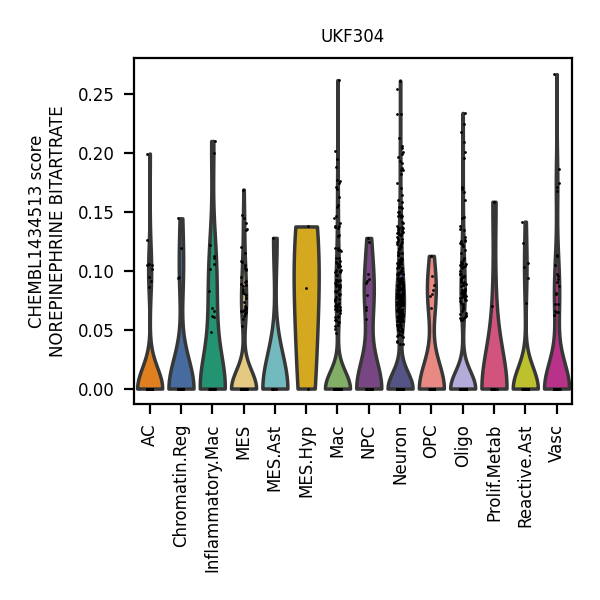 UKF304
CHEMBL1434513 score
NOREPINEPHRINE BITARTRATE
0.25
0.20
0.15
0.10
0.05
0.00
AC
Chromatin.Reg
Inflammatory.Mac
MES
MES.Ast
MES.Hyp
Mac
NPC
Neuron
OPC
Oligo
Prolif.Metab
Reactive.Ast
Vasc